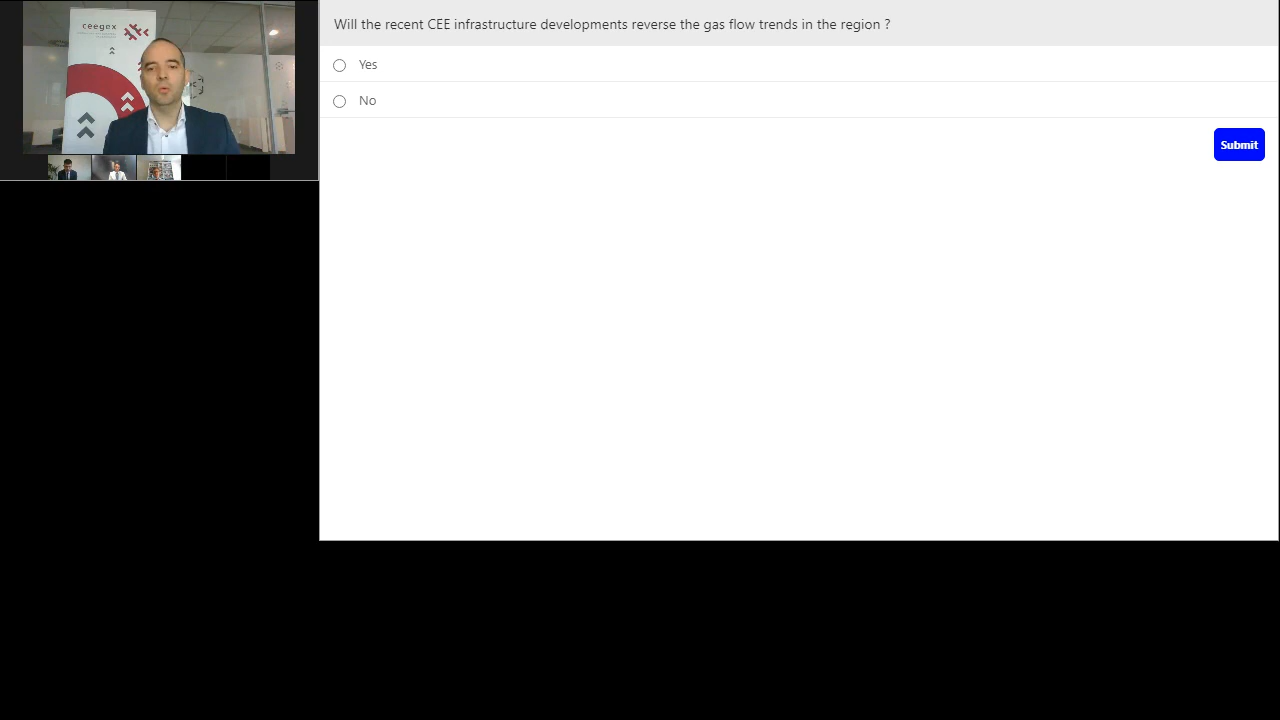 ceegex
Will the recent CEE infrastructure developments reverse the gas flow trends in the region ?
Yes
No
Submit